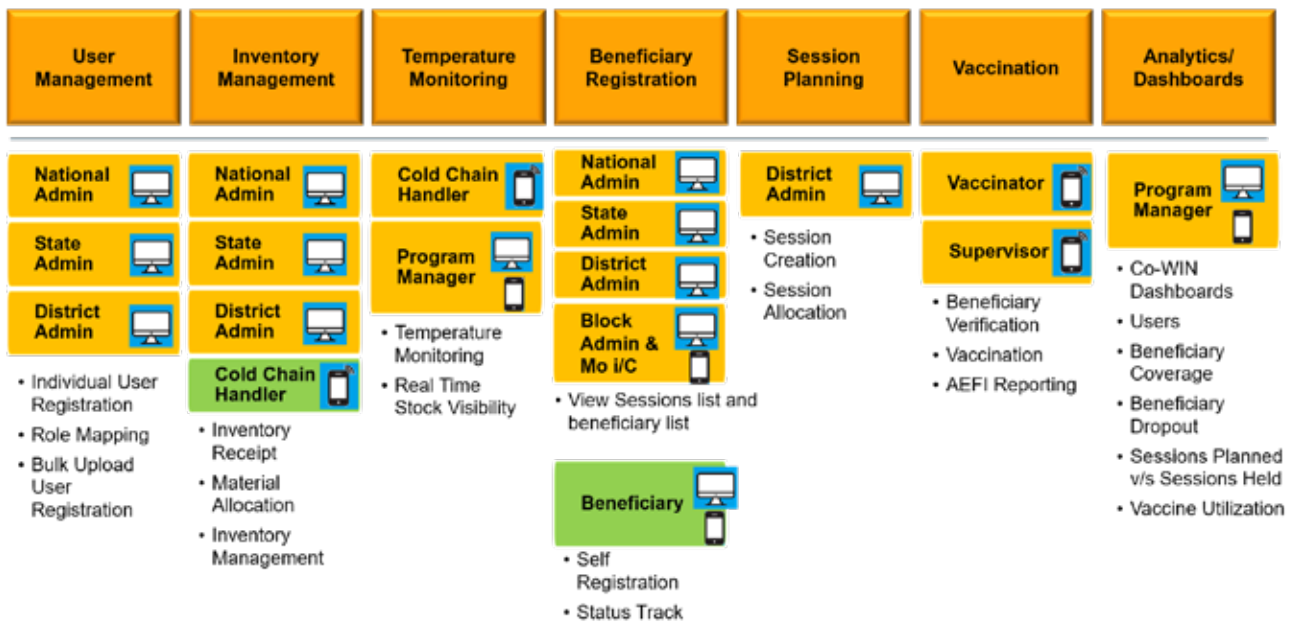 User
Management
Inventory
Management
Temperature
Monitoring
Beneficiary
Registration
Session
Planning
Vaccination
Analytics/
Dashboards
National
Admin
State
Admin
District
Admin
• Individual User
Registration
• Role Mapping
• Bulk Upload
User
Registration
National
Admin
State
Admin
District
Admin
Cold Chain
Handler
• Inventory
Receipt
• Material
Allocation
• Inventory
Management
Cold Chain
Handler
Program
Manager
• Temperature
Monitoring
• Real Time
Stock Visibility
National
Admin
State
Admin
District
Admin
Block
Admin &
Mo i/C
• View Sessions list and
beneficiary list
Beneficiary
• Self
Registration
• Status Track
District
Admin
• Session
Creation
• Session
Allocation
Vaccinator
Supervisor
• Beneficiary
Verification
• Vaccination
• AEFI Reporting
Program
Manager
• Co-WIN
Dashboards
• Users
• Beneficiary
Coverage
• Beneficiary
Dropout
• Sessions Planned
v/s Sessions Held
• Vaccine Utilization